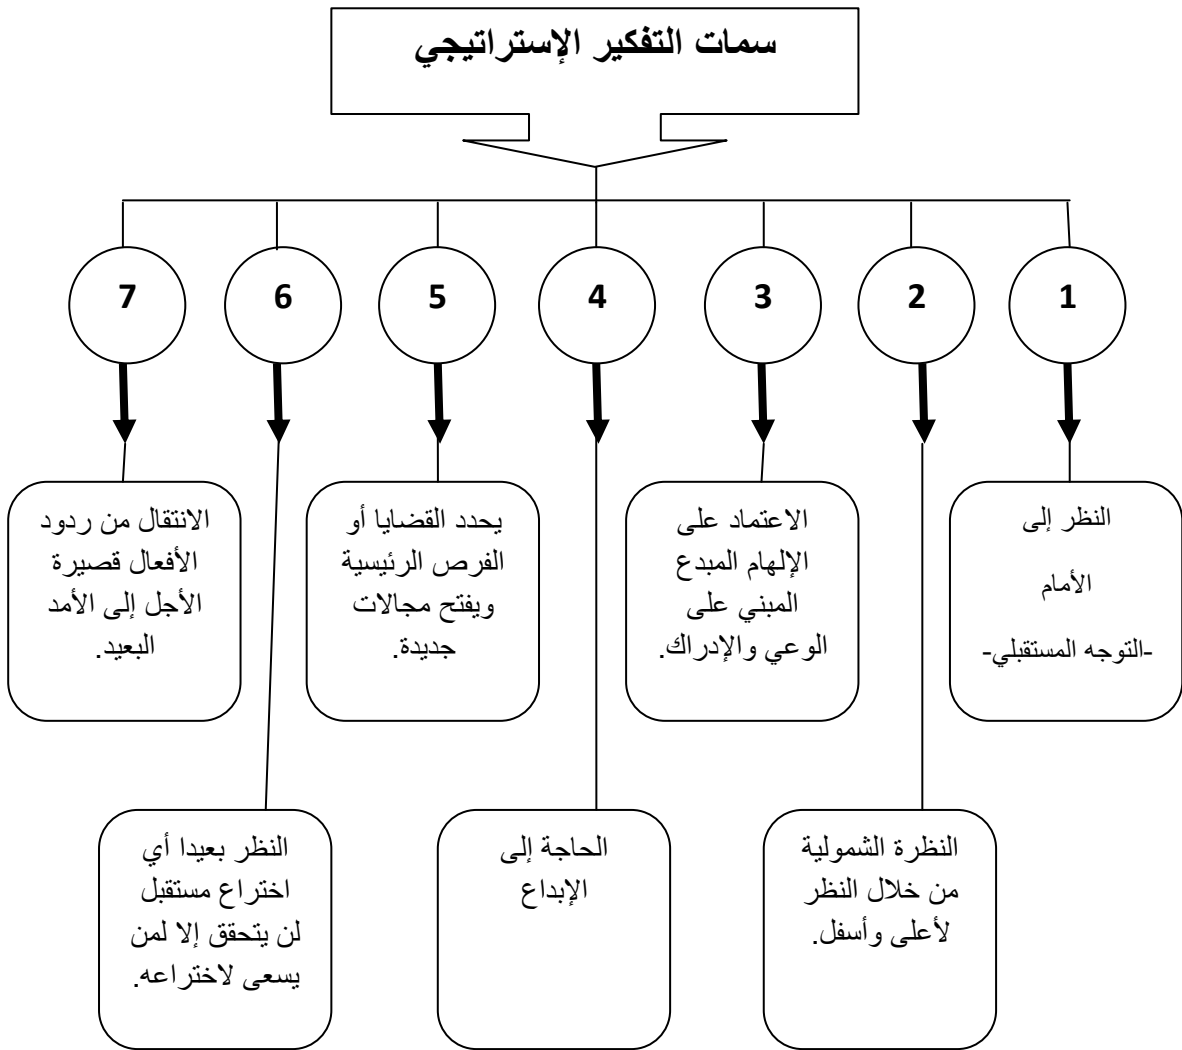 سمات التفكير الإستراتيجي
1
2
3
4
5
6
7
النظر إلى
الأمام
-التوجه المستقبلي-
الاعتماد على
الإلهام المبدع
المبني على
الوعي والإدراك.
يحدد القضايا أو
الفرص الرئيسية
ويفتح مجالات
جديدة.
الانتقال من ردود
الأفعال قصيرة
الأجل إلى الأمد
البعيد.
النظرة الشمولية
من خلال النظر
لأعلى وأسفل.
الحاجة إلى
الإبداع
النظر بعيدا أي
اختراع مستقبل
لن يتحقق إلا لمن
يسعى لاختراعه.